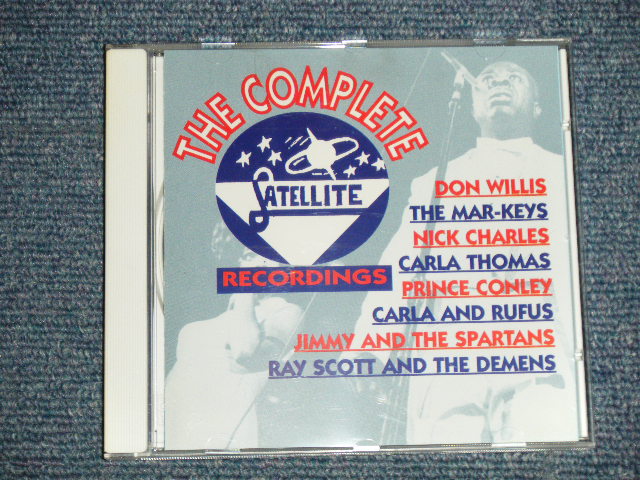 THE COMPLETE
SATELLITE
RECORDINGS
DON WILLIS
THE MAR-KEYS
NICK CHARLES
CARLA THOMAS
PRINCE CONLEY
CARLA AND RUFUS
JIMMY AND THE SPARTANS
RAY SCOTT AND THE DEMENS